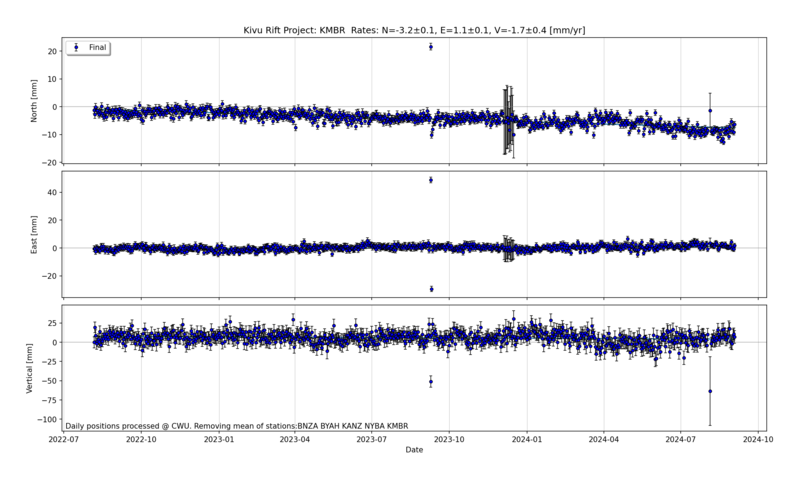 Kivu Rift Project: KMBR  Rates: N=-3.2±0.1, E=1.1±0.1, V=-1.7±0.4 [mm/yr]
Final
North [mm]
20
10
0
−10
−20
East [mm]
40
20
0
−20
Vertical [mm]
25
0
−25
−50
−75
−100
Daily positions processed @ CWU. Removing mean of stations:BNZA BYAH KANZ NYBA KMBR
2022-07 2022-10 2023-01 2023-04 2023-07 2023-10 2024-01 2024-04 2024-07 2024-10
Date